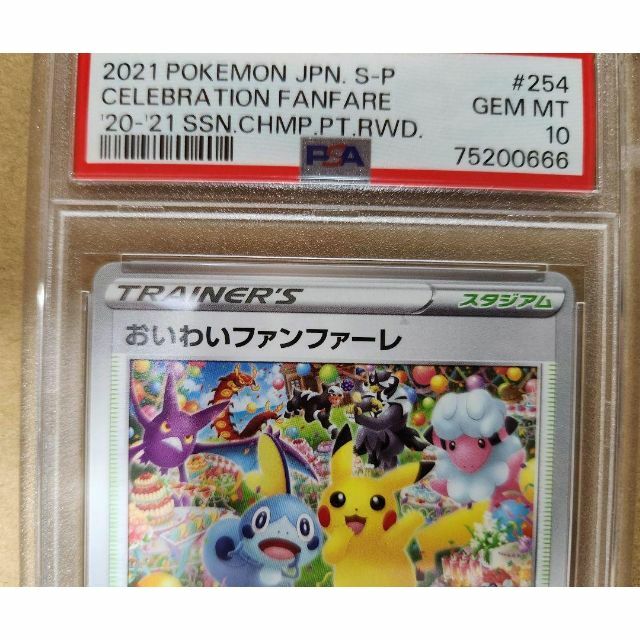 2021 POKEMON JPN. S-P #254
CELEBRATION FANFARE GEM MT
'20-'21 SSN.CHMP.PT.RWD. 10
PSA 75200666
TRAINER'S スタジアム
おいわいファンファーレ